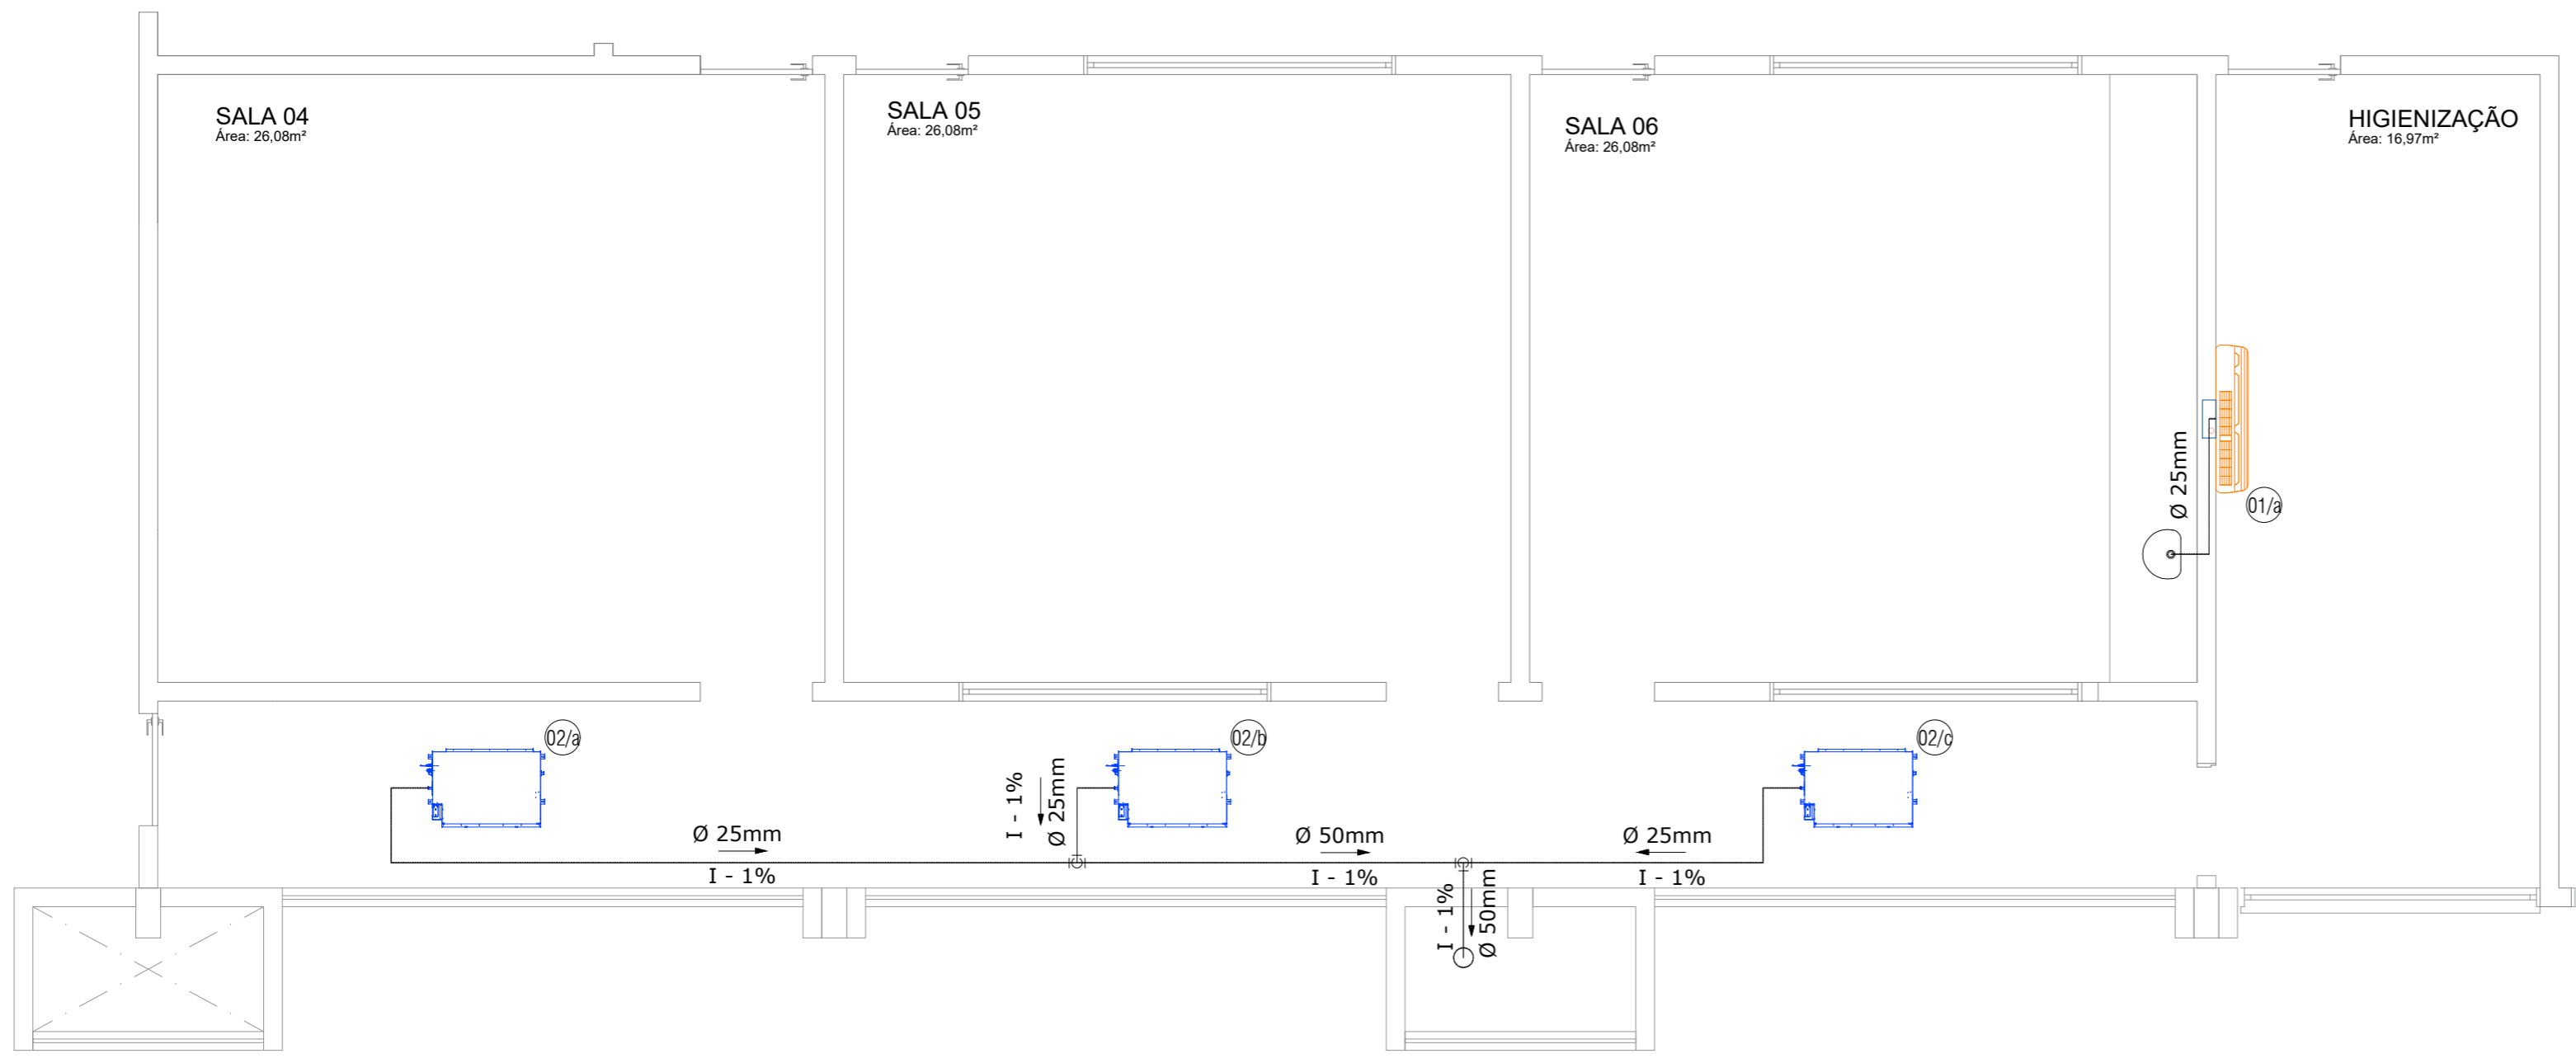 SALA 04
Área: 26,08m²
SALA 05
Área: 26,08m²
SALA 06
Área: 26,08m²
HIGIENIZAÇÃO
Área: 16,97m²
Ø 25mm
01/a
02/a
02/b
02/c
I - 1%
Ø 25mm
Ø 25mm
I - 1%
Ø 50mm
I - 1%
Ø 25mm
I - 1%
I - 1%
Ø 50mm